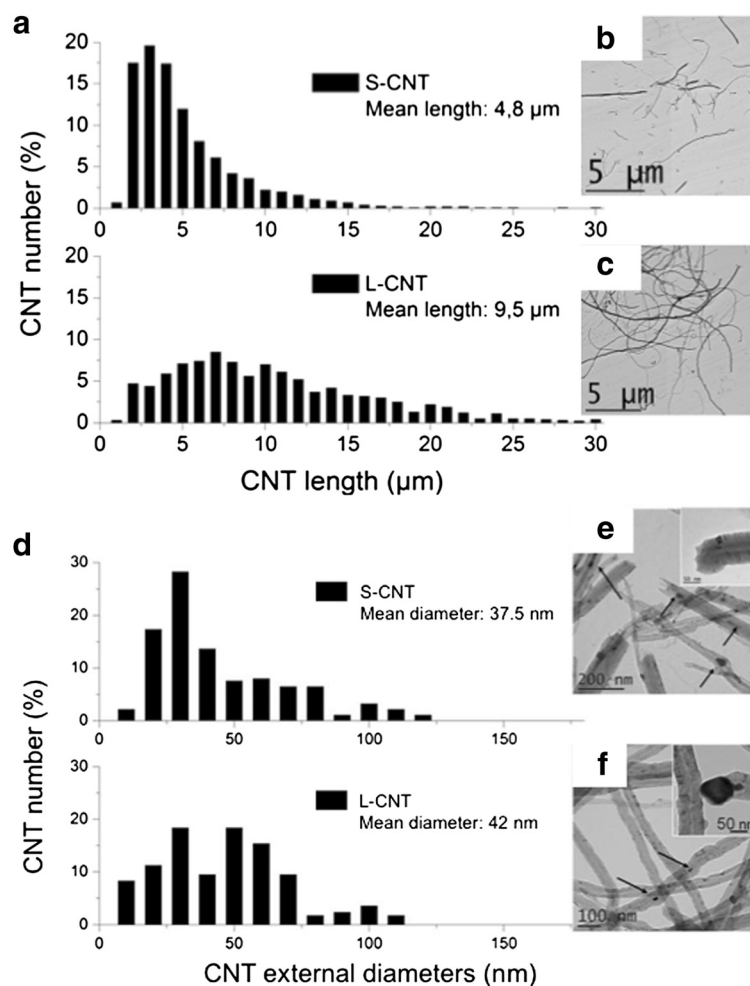 a
20
15
10
5
0
S-CNT
Mean length: 4,8 µm
0
5
10
15
20
25
30
CNT number (%)
20
15
10
5
0
L-CNT
Mean length: 9,5 µm
0
5
10
15
20
25
30
CNT length (µm)
b
5 µm
c
5 µm
d
30
20
10
0
S-CNT
Mean diameter: 37.5 nm
0
50
100
150
CNT number (%)
30
20
10
0
L-CNT
Mean diameter: 42 nm
0
50
100
150
CNT external diameters (nm)
e
200 nm
f
50 nm
100 nm